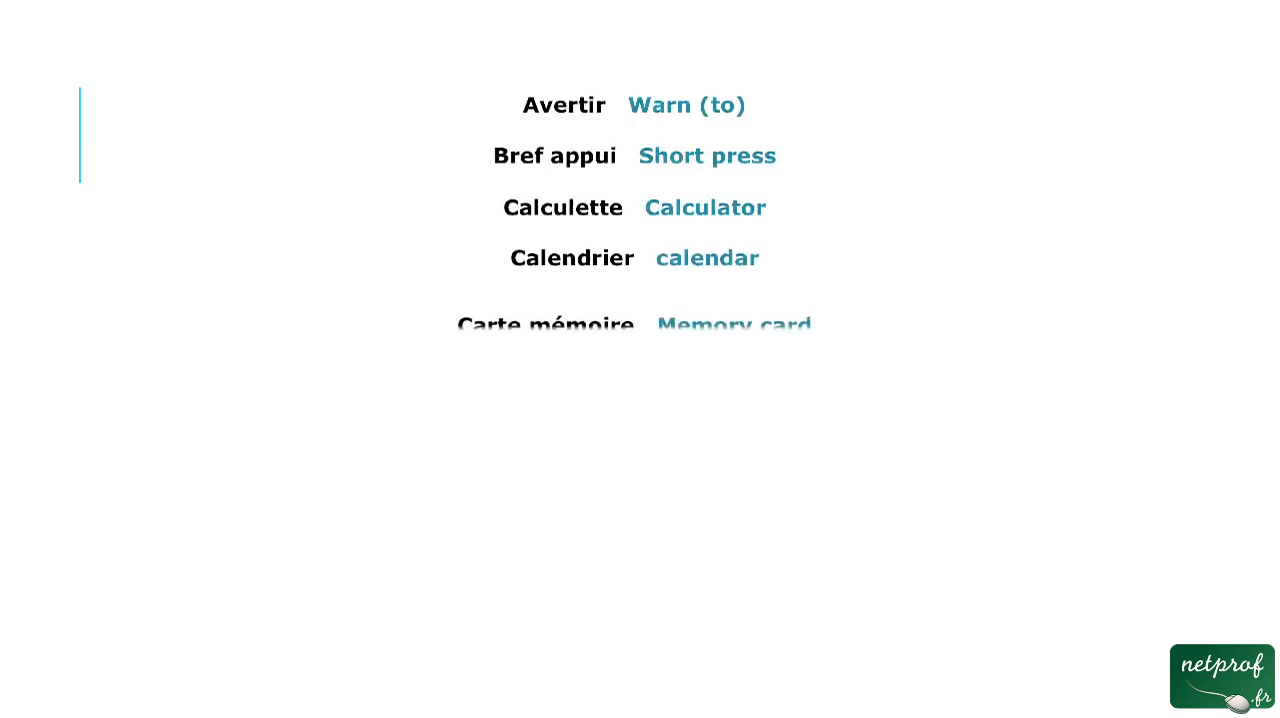 Avertir Warn (to)
Bref appui Short press
Calculette Calculator
Calendrier calendar
Carte mémoire Memory card
netprof
.fr